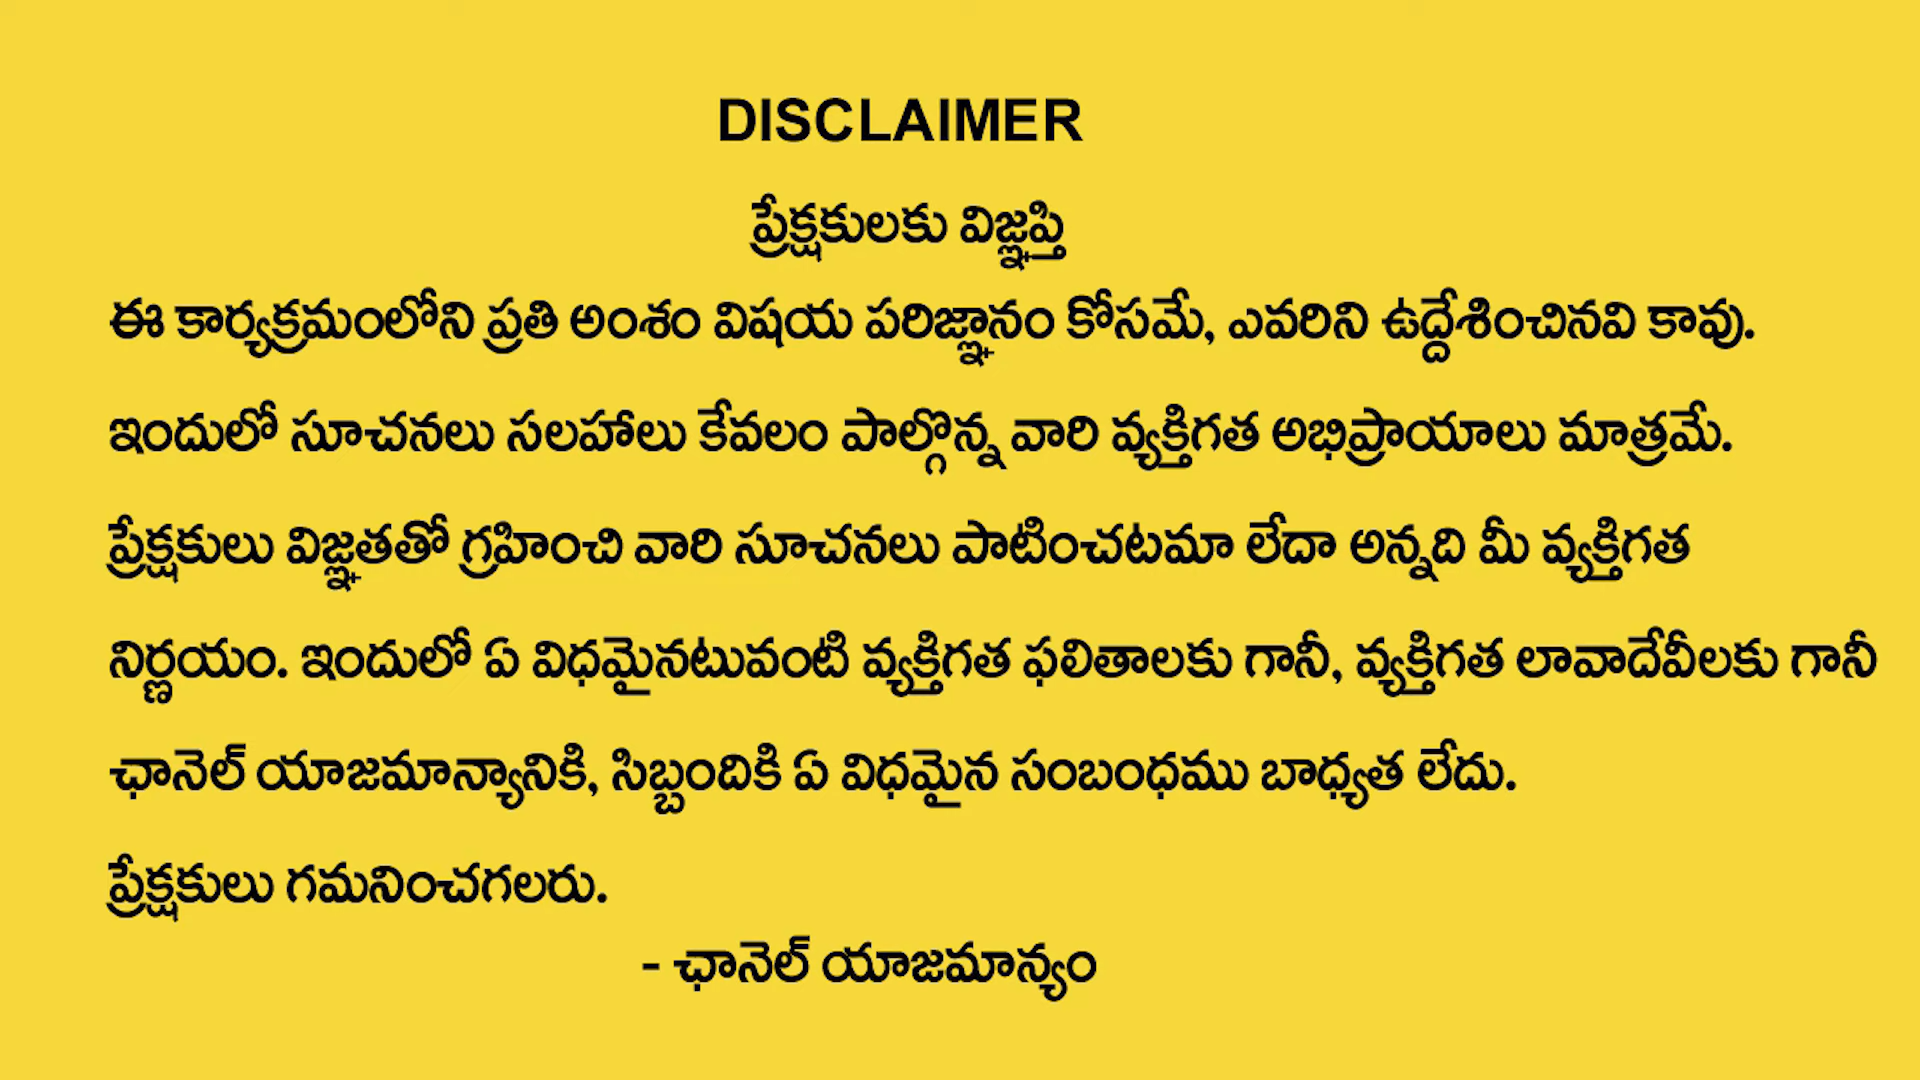 DISCLAIMER
ప్రేక్షకులకు విజ్ఞప్తి
ఈ కార్యక్రమంలోని ప్రతి అంశం విషయ పరిజ్ఞానం కోసమే, ఎవరిని ఉద్దేశించినవి కావు.
ఇందులో సూచనలు సలహాలు కేవలం పాల్గొన్న వారి వ్యక్తిగత అభిప్రాయాలు మాత్రమే.
ప్రేక్షకులు విజ్ఞతతో గ్రహించి వారి సూచనలు పాటించటమా లేదా అన్నది మీ వ్యక్తిగత
నిర్ణయం. ఇందులో ఏ విధమైనటువంటి వ్యక్తిగత ఫలితాలకు గానీ, వ్యక్తిగత లావాదేవీలకు గానీ
ఛానెల్ యాజమాన్యానికి, సిబ్బందికి ఏ విధమైన సంబంధము బాధ్యత లేదు.
ప్రేక్షకులు గమనించగలరు.
- ఛానెల్ యాజమాన్యం